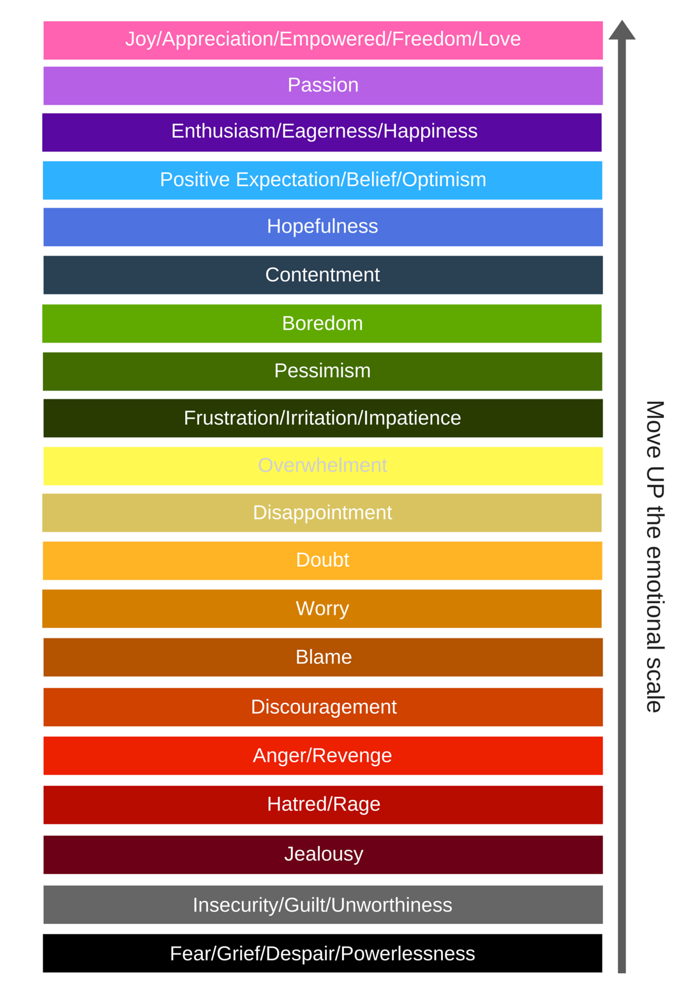 Joy/Appreciation/Empowered/Freedom/Love
Passion
Enthusiasm/Eagerness/Happiness
Positive Expectation/Belief/Optimism
Hopefulness
Contentment
Boredom
Pessimism
Frustration/Irritation/Impatience
Overwhelment
Disappointment
Doubt
Worry
Blame
Discouragement
Anger/Revenge
Hatred/Rage
Jealousy
Insecurity/Guilt/Unworthiness
Fear/Grief/Despair/Powerlessness
Move UP the emotional scale